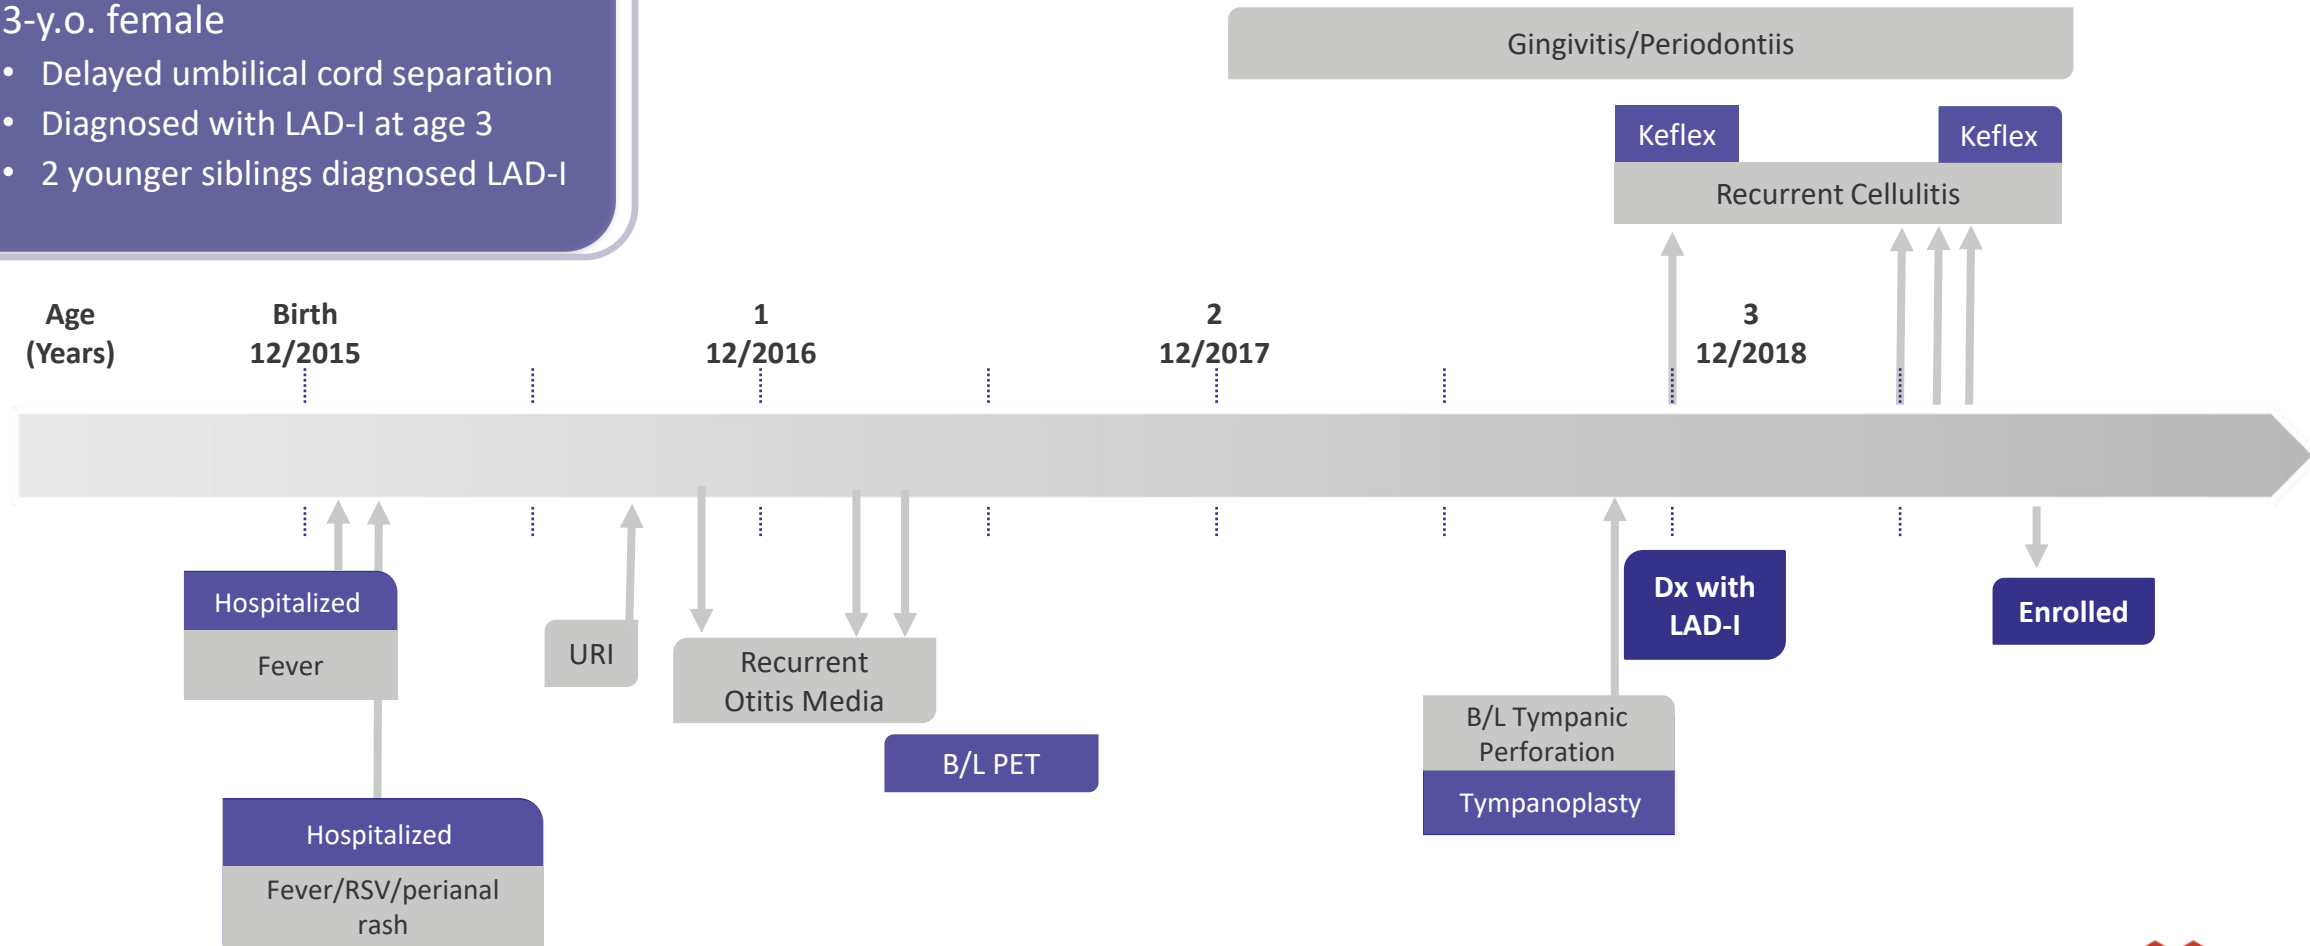 3-y.o. female
• Delayed umbilical cord separation
• Diagnosed with LAD-I at age 3
• 2 younger siblings diagnosed LAD-I
Gingivitis/Periodontiis
Keflex
Keflex
Recurrent Cellulitis
Age
(Years)
Birth
12/2015
1
12/2016
2
12/2017
3
12/2018
Hospitalized
Fever
Hospitalized
Fever/RSV/perianal
rash
URI
Recurrent
Otitis Media
B/L PET
B/L Tympanic
Perforation
Tympanoplasty
Dx with
LAD-I
Enrolled